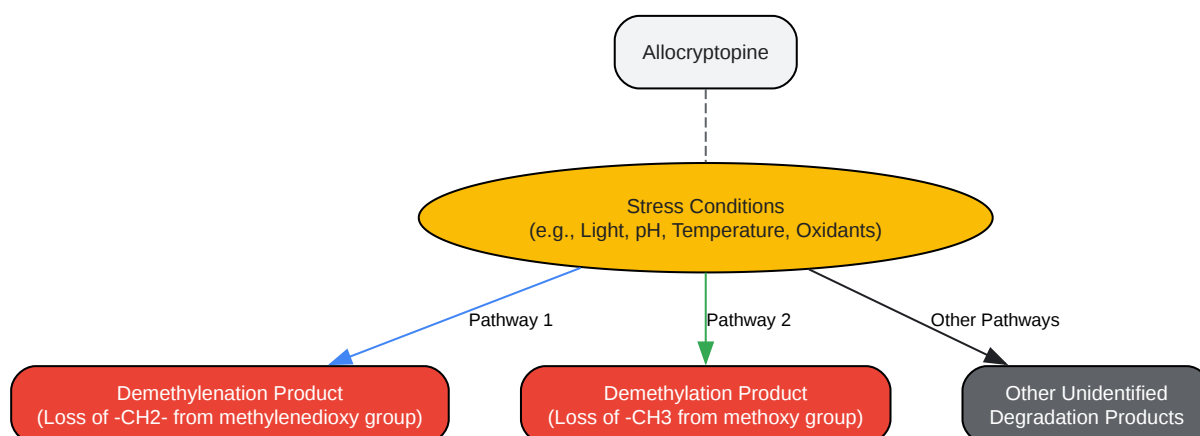 Allocryptopine
Stress Conditions
(e.g., Light, pH, Temperature, Oxidants)
Pathway 1
Pathway 2
Other Pathways
Demethylenation Product
(Loss of -CH2- from methylenedioxy group)
Demethylation Product
(Loss of -CH3 from methoxy group)
Other Unidentified
Degradation Products